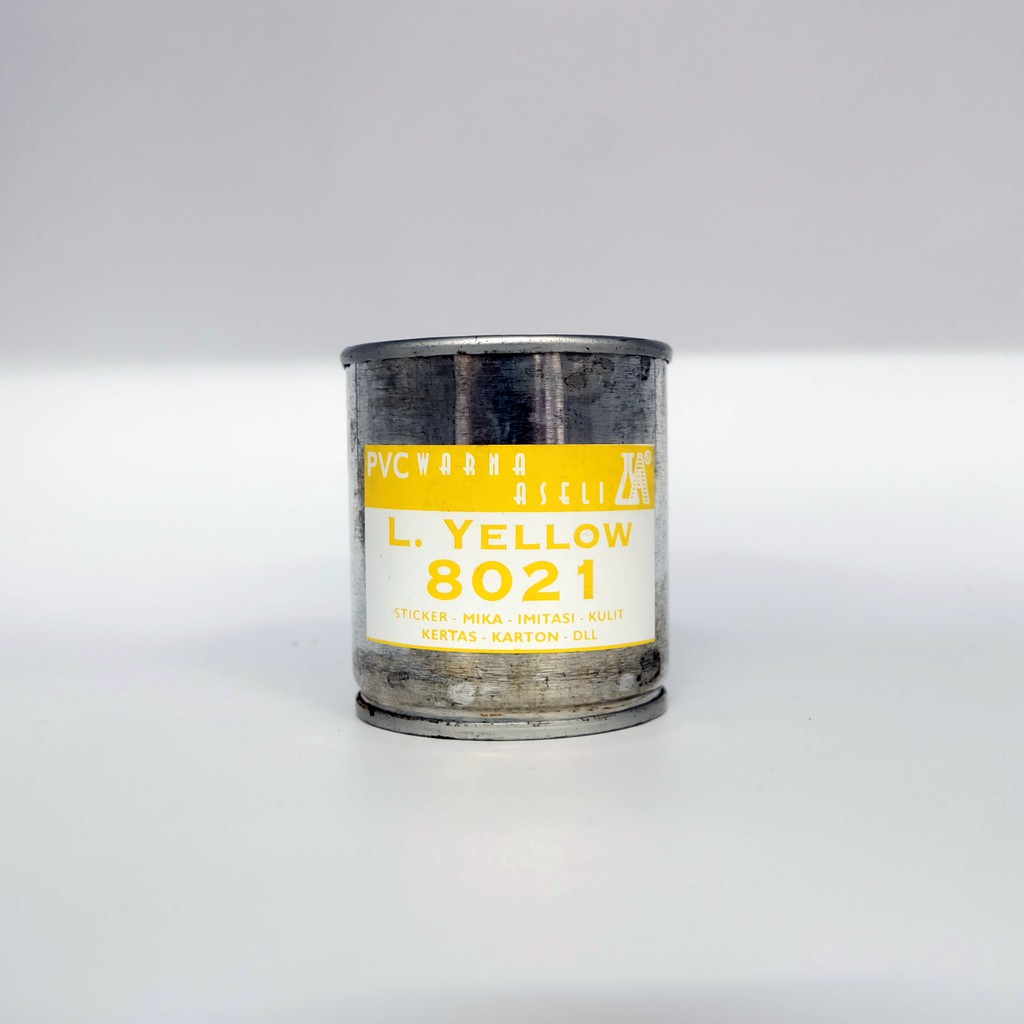 PVC WARNA
ASELI
L. YELLOW
8021
STICKER - MIKA - IMITASI - KULIT
KERTAS - KARTON - DLL